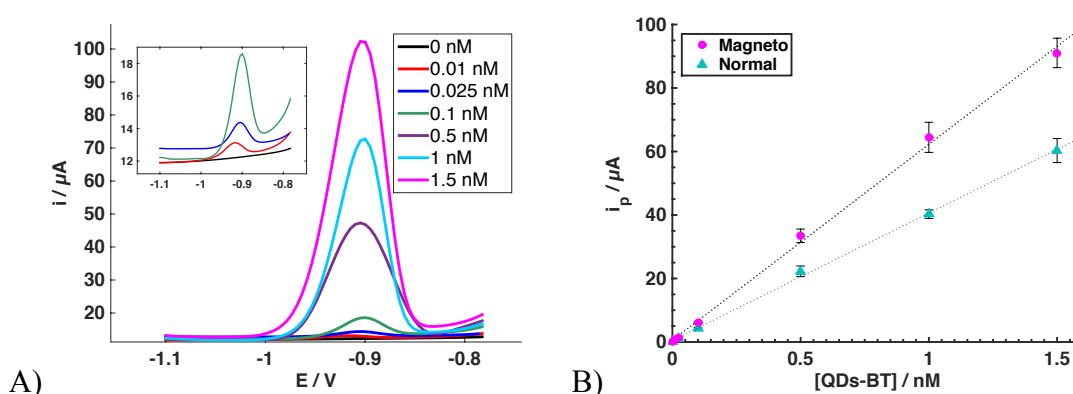 A)
i / μA
100
90
80
70
60
50
40
30
20
-1.1
-1
-0.9
-0.8
E / V
18
16
14
12
-1.1
-1
-0.9
-0.8
0 nM
0.01 nM
0.025 nM
0.1 nM
0.5 nM
1 nM
1.5 nM
B)
iₚ / μA
100
80
60
40
20
0
0
0.5
1
1.5
[QDs-BT] / nM
Magneto
Normal